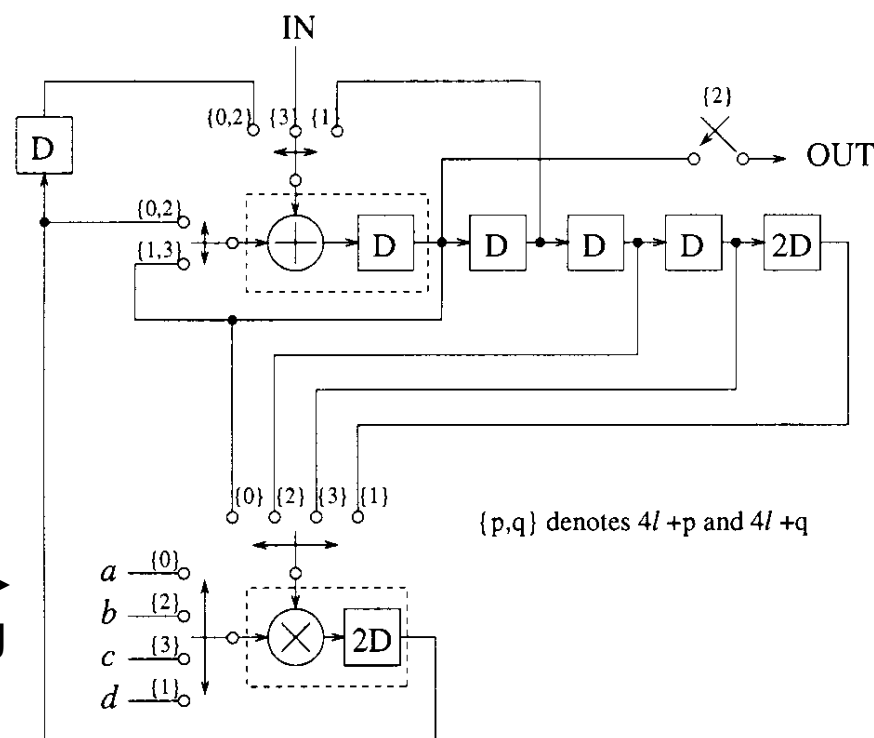 IN
{2}
{0,2} {3} {1}
OUT
D
{0,2}
{1,3}
D D D D 2D
{0} {2} {3} {1}
{p,q} denotes 4l +p and 4l +q
a {0}
b {2}
2D
c {3}
d {1}